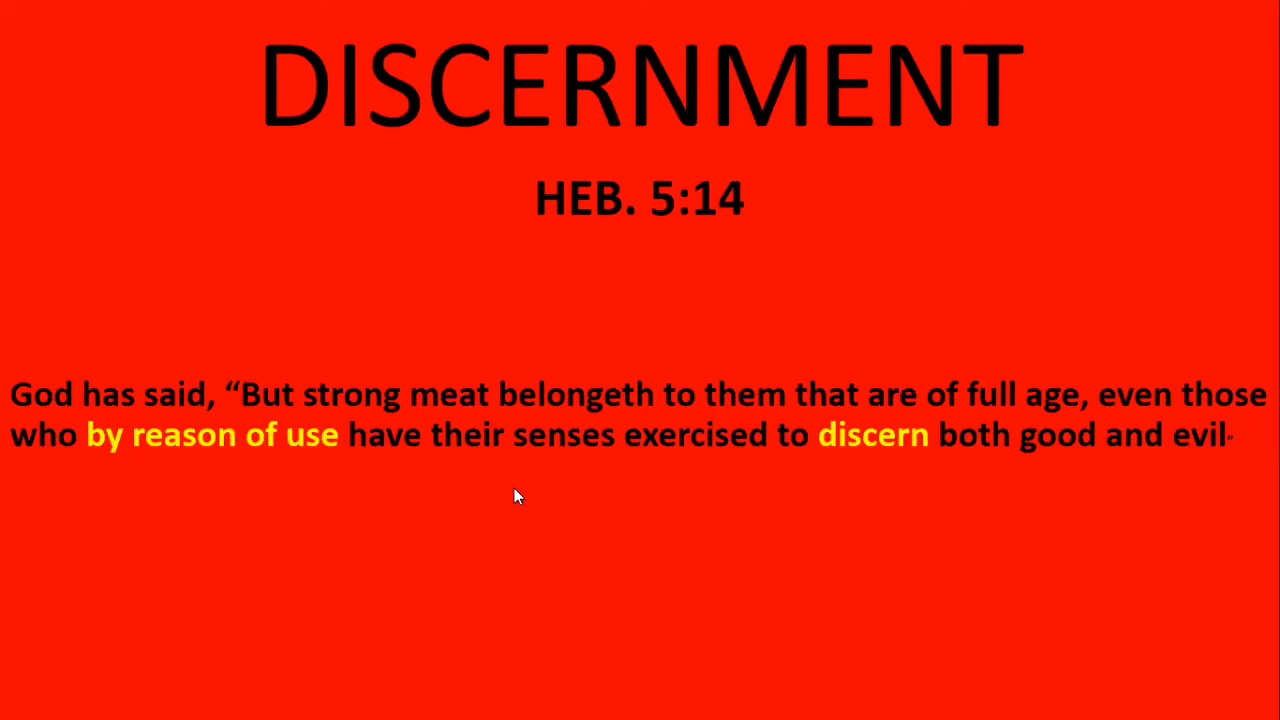 DISCERNMENT
HEB. 5:14
God has said, “But strong meat belongeth to them that are of full age, even those
who by reason of use have their senses exercised to discern both good and evil”